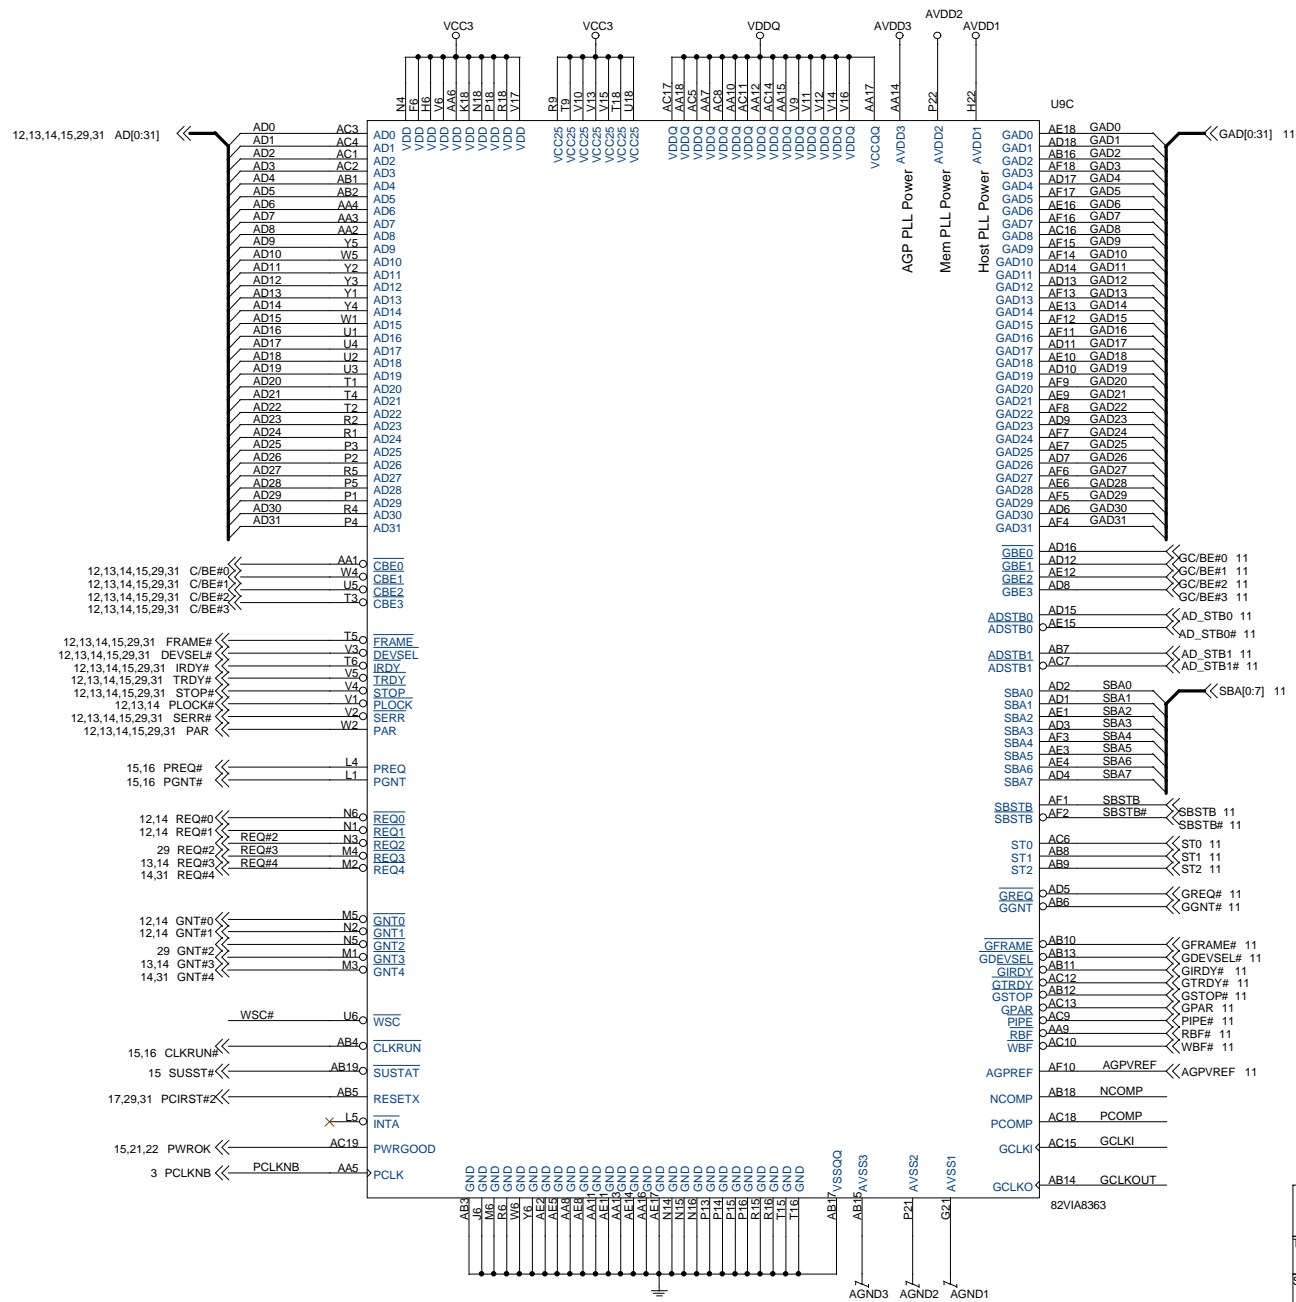 VCC3 VCC3 VDDQ AVDD3 AVDD2 AVDD1
N4 F6 H6 V6 AA6 K18 N18 P18 R18 V17
R9 T9 V10 V13 V15 T18 U18
AC17 AA18 AC5 AA7 AC8 AA10 AC11 AA12 AC14 AA15 V9 V11 V12 V14 V16 AA17
AA14 P22 H22
U9C
VDD VDD VDD VDD VDD VDD VDD VDD VDD VDD
VCC25 VCC25 VCC25 VCC25 VCC25 VCC25 VCC25
VDDQ VDDQ VDDQ VDDQ VDDQ VDDQ VDDQ VDDQ VDDQ VDDQ VDDQ VDDQ VDDQ VDDQ VDDQ VCCQQ
AVDD3 AVDD2 AVDD1
AGP PLL Power
Mem PLL Power
Host PLL Power
12,13,14,15,29,31 AD[0:31]
AD0 AC3 AD0
AD1 AC4 AD1
AD2 AC1 AD2
AD3 AC2 AD3
AD4 AB1 AD4
AD5 AB2 AD5
AD6 AA4 AD6
AD7 AA3 AD7
AD8 AA2 AD8
AD9 Y5 AD9
AD10 W5 AD10
AD11 Y2 AD11
AD12 Y3 AD12
AD13 Y1 AD13
AD14 Y4 AD14
AD15 W1 AD15
AD16 U1 AD16
AD17 U4 AD17
AD18 U2 AD18
AD19 U3 AD19
AD20 T1 AD20
AD21 T4 AD21
AD22 T2 AD22
AD23 R2 AD23
AD24 R1 AD24
AD25 P3 AD25
AD26 P2 AD26
AD27 R5 AD27
AD28 P5 AD28
AD29 P1 AD29
AD30 R4 AD30
AD31 P4 AD31
12,13,14,15,29,31 C/BE#0 AA1 CBE0
12,13,14,15,29,31 C/BE#1 W4 CBE1
12,13,14,15,29,31 C/BE#2 U5 CBE2
12,13,14,15,29,31 C/BE#3 T3 CBE3
12,13,14,15,29,31 FRAME# T5 FRAME
12,13,14,15,29,31 DEVSEL# V3 DEVSEL
12,13,14,15,29,31 IRDY# T6 IRDY
12,13,14,15,29,31 TRDY# V5 TRDY
12,13,14,15,29,31 STOP# V4 STOP
12,13,14 PLOCK# V1 PLOCK
12,13,14,15,29,31 SERR# V2 SERR
12,13,14,15,29,31 PAR W2 PAR
15,16 PREQ# L4 PREQ
15,16 PGNT# L1 PGNT
12,14 REQ#0 N6 REQ0
12,14 REQ#1 N1 REQ1
29 REQ#2 REQ#2 N3 REQ2
13,14 REQ#3 REQ#3 M4 REQ3
14,31 REQ#4 REQ#4 M2 REQ4
12,14 GNT#0 M5 GNT0
12,14 GNT#1 N2 GNT1
29 GNT#2 N5 GNT2
13,14 GNT#3 M1 GNT3
14,31 GNT#4 M3 GNT4
WSC# U6 WSC
15,16 CLKRUN# AB4 CLKRUN
15 SUSST# AB19 SUSTAT
17,29,31 PCIRST#2 AB5 RESETX
L5 INTA
15,21,22 PWROK AC19 PWRGOOD
3 PCLKNB PCLKNB AA5 PCLK
GAD0 AE18 GAD0 GAD[0:31] 11
GAD1 AD18 GAD1
GAD2 AB16 GAD2
GAD3 AF18 GAD3
GAD4 AD17 GAD4
GAD5 AF17 GAD5
GAD6 AE16 GAD6
GAD7 AF16 GAD7
GAD8 AC16 GAD8
GAD9 AF15 GAD9
GAD10 AF14 GAD10
GAD11 AD14 GAD11
GAD12 AD13 GAD12
GAD13 AF13 GAD13
GAD14 AE13 GAD14
GAD15 AF12 GAD15
GAD16 AF11 GAD16
GAD17 AD11 GAD17
GAD18 AE10 GAD18
GAD19 AD10 GAD19
GAD20 AF9 GAD20
GAD21 AE9 GAD21
GAD22 AF8 GAD22
GAD23 AD9 GAD23
GAD24 AF7 GAD24
GAD25 AE7 GAD25
GAD26 AD7 GAD26
GAD27 AF6 GAD27
GAD28 AE6 GAD28
GAD29 AF5 GAD29
GAD30 AD6 GAD30
GAD31 AF4 GAD31
GBE0 AD16 GC/BE#0 11
GBE1 AD12 GC/BE#1 11
GBE2 AE12 GC/BE#2 11
GBE3 AD8 GC/BE#3 11
ADSTB0 AD15 AD_STB0 11
ADSTB0 AE15 AD_STB0# 11
ADSTB1 AB7 AD_STB1 11
ADSTB1 AC7 AD_STB1# 11
SBA0 AD2 SBA0 SBA[0:7] 11
SBA1 AD1 SBA1
SBA2 AE1 SBA2
SBA3 AD3 SBA3
SBA4 AF3 SBA4
SBA5 AE3 SBA5
SBA6 AE4 SBA6
SBA7 AD4 SBA7
SBSTB AF1 SBSTB SBSTB 11
SBSTB AF2 SBSTB# SBSTB# 11
ST0 AC6 ST0 11
ST1 AB8 ST1 11
ST2 AB9 ST2 11
GREQ AD5 GREQ# 11
GGNT AB6 GGNT# 11
GFRAME AB10 GFRAME# 11
GDEVSEL AB13 GDEVSEL# 11
GIRDY AB11 GIRDY# 11
GTRDY AC12 GTRDY# 11
GSTOP AB12 GSTOP# 11
GPAR AC13 GPAR 11
PIPE AC9 PIPE# 11
RBF AA9 RBF# 11
WBF AC10 WBF# 11
AGPREF AF10 AGPVREF AGPVREF 11
NCOMP AB18 NCOMP
PCOMP AC18 PCOMP
GCLKI AC15 GCLKI
GCLKO AB14 GCLKOUT
82VIA8363
GND GND GND GND GND GND GND GND GND GND GND GND GND GND GND GND GND GND GND GND GND GND GND GND GND GND GND VSSQQ AVSS3 AVSS2 AVSS1
AB3 J6 M6 R6 W6 Y6 AE2 AE5 AA8 AE8 AA11 AE11 AA13 AE14 AA16 AE17 N14 N15 N16 P13 P14 P15 P16 R15 R16 T15 T16 AB17 AB15 P21 G21
AGND3 AGND2 AGND1